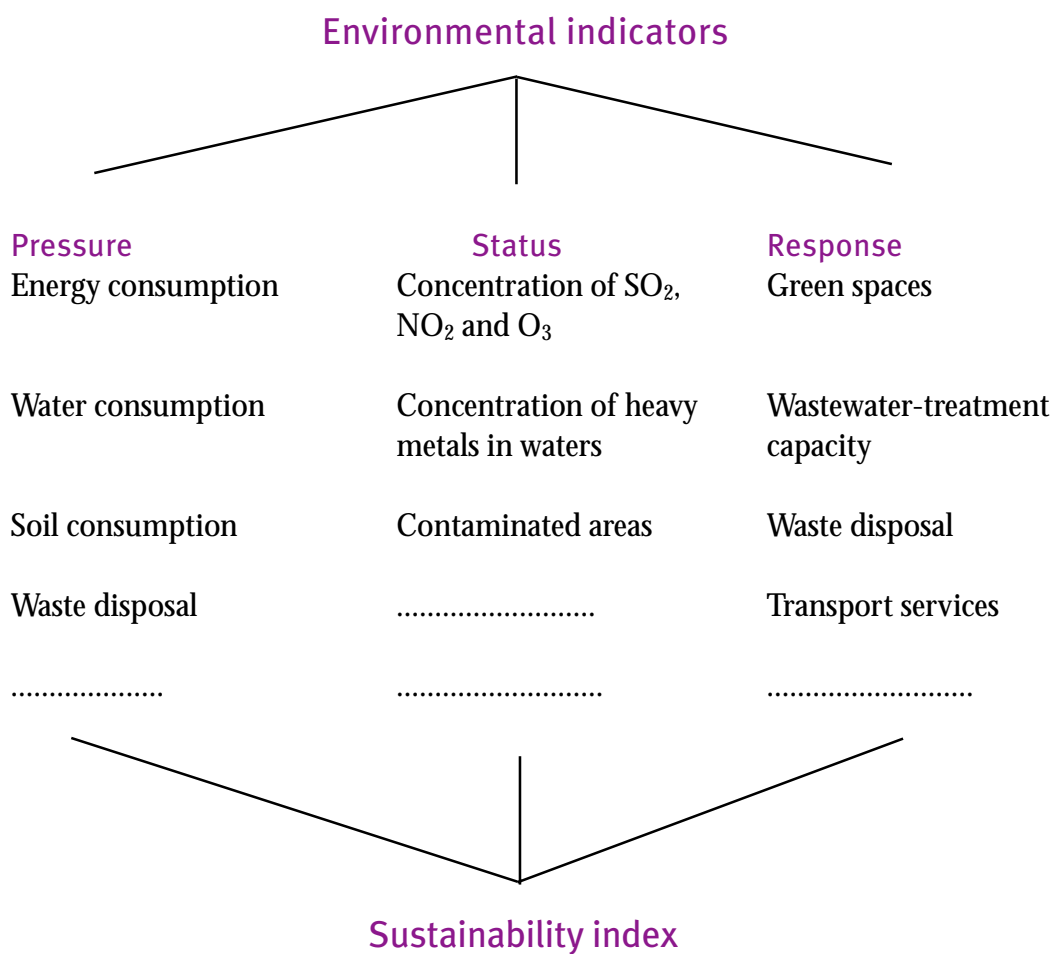 Environmental indicators
Pressure
Energy consumption
Water consumption
Soil consumption
Waste disposal
....................
Status
Concentration of SO₂,
NO₂ and O₃
Concentration of heavy
metals in waters
Contaminated areas
..........................
...........................
Response
Green spaces
Wastewater-treatment
capacity
Waste disposal
Transport services
...........................
Sustainability index